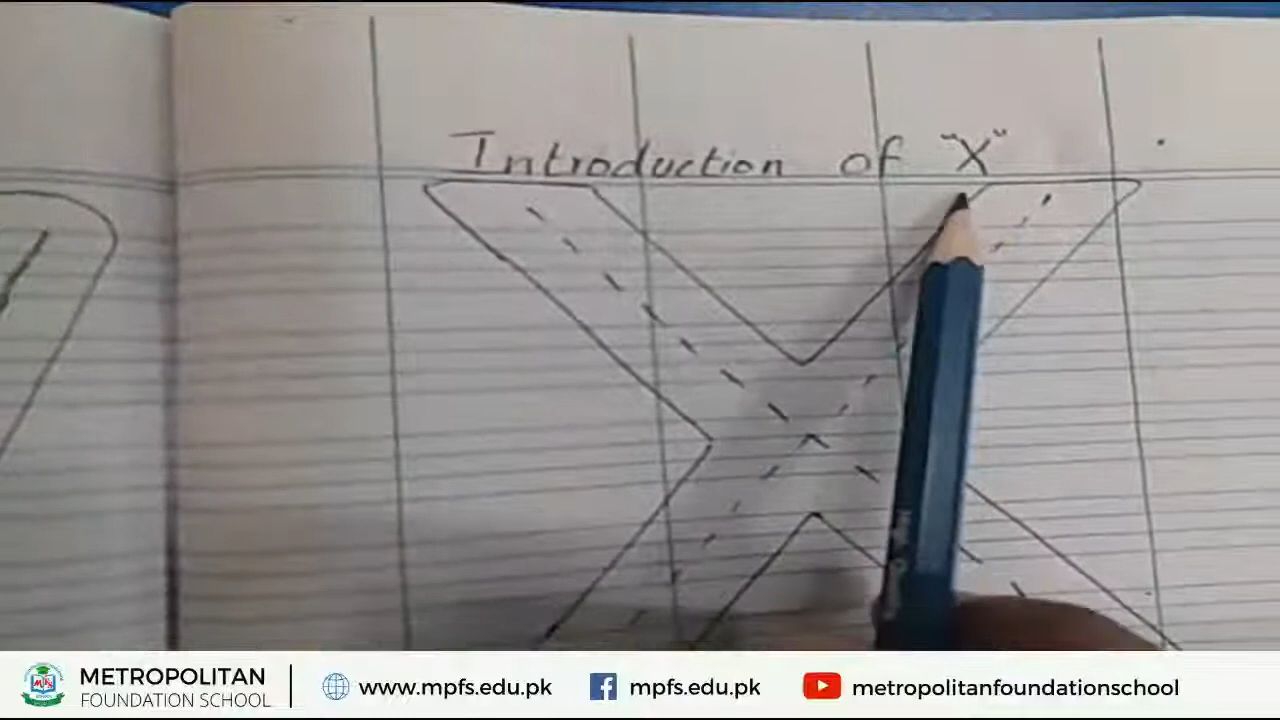 Introduction of "X"
METROPOLITAN
FOUNDATION SCHOOL
www.mpfs.edu.pk
mpfs.edu.pk
metropolitanfoundationschool